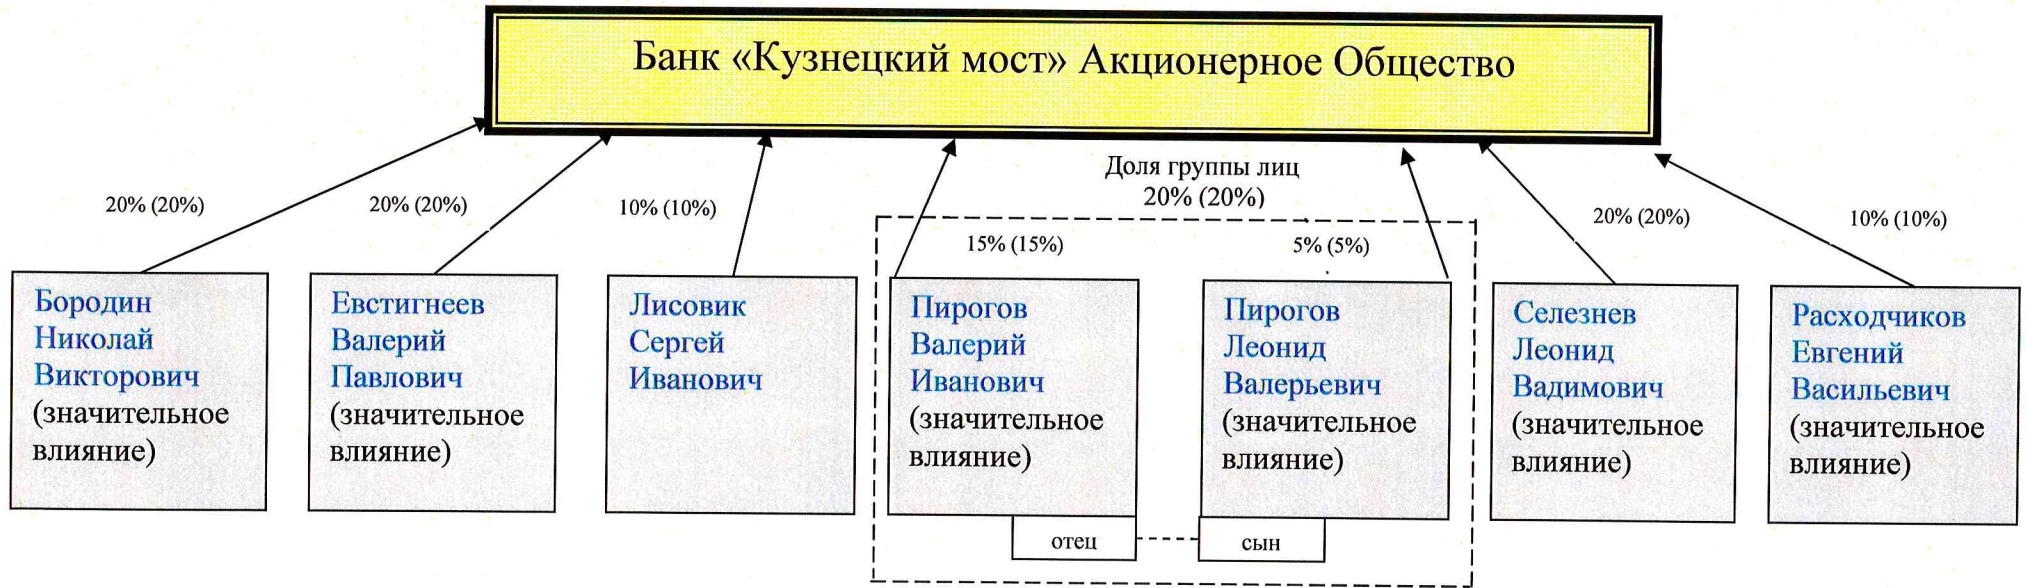 Банк «Кузнецкий мост» Акционерное Общество
Доля группы лиц
20% (20%)
20% (20%)
20% (20%)
10% (10%)
15% (15%)
5% (5%)
20% (20%)
10% (10%)
Бородин
Николай
Викторович
(значительное
влияние)
Евстигнеев
Валерий
Павлович
(значительное
влияние)
Лисовик
Сергей
Иванович
Пирогов
Валерий
Иванович
(значительное
влияние)
Пирогов
Леонид
Валерьевич
(значительное
влияние)
Селезнев
Леонид
Вадимович
(значительное
влияние)
Расходчиков
Евгений
Васильевич
(значительное
влияние)
отец
сын